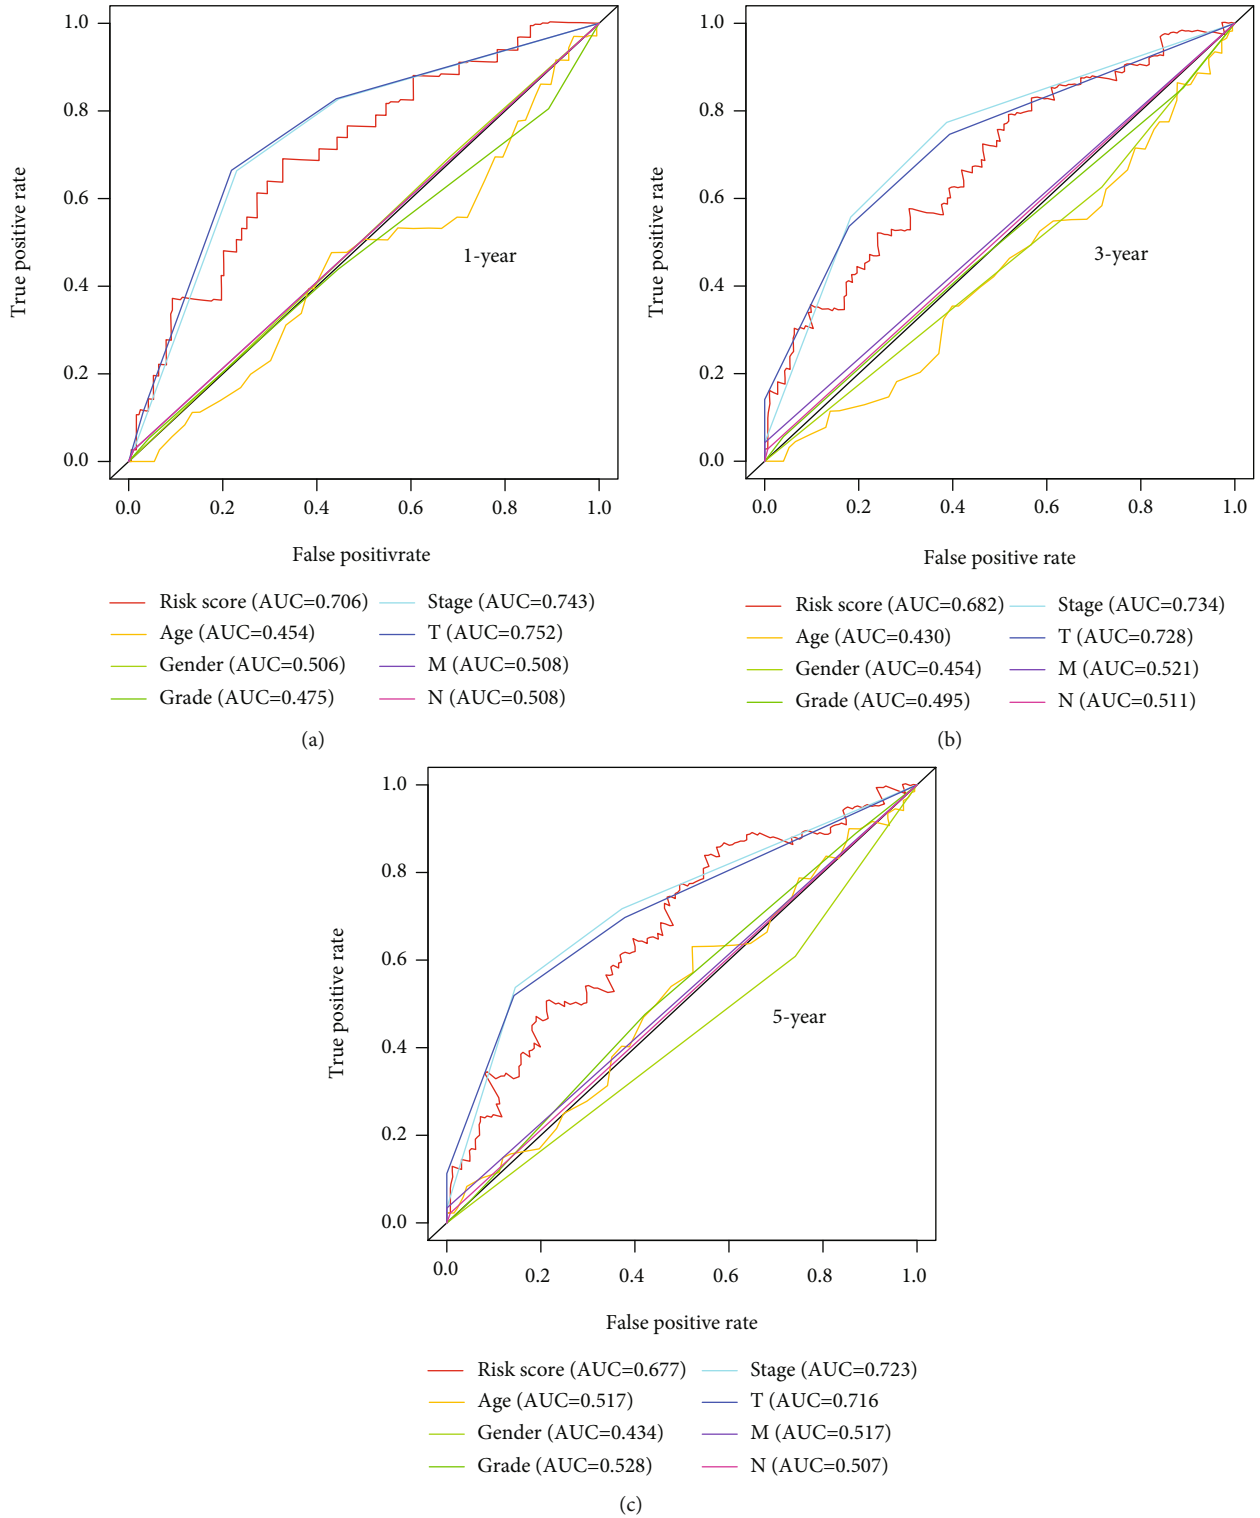 True positive rate
1.0
0.8
0.6
0.4
0.2
0.0
1-year
0.0 0.2 0.4 0.6 0.8 1.0
False positivrate
Risk score (AUC=0.706) Stage (AUC=0.743)
Age (AUC=0.454) T (AUC=0.752)
Gender (AUC=0.506) M (AUC=0.508)
Grade (AUC=0.475) N (AUC=0.508)
(a)
True positive rate
1.0
0.8
0.6
0.4
0.2
0.0
3-year
0.0 0.2 0.4 0.6 0.8 1.0
False positive rate
Risk score (AUC=0.682) Stage (AUC=0.734)
Age (AUC=0.430) T (AUC=0.728)
Gender (AUC=0.454) M (AUC=0.521)
Grade (AUC=0.495) N (AUC=0.511)
(b)
True positive rate
1.0
0.8
0.6
0.4
0.2
0.0
5-year
0.0 0.2 0.4 0.6 0.8 1.0
False positive rate
Risk score (AUC=0.677) Stage (AUC=0.723)
Age (AUC=0.517) T (AUC=0.716
Gender (AUC=0.434) M (AUC=0.517)
Grade (AUC=0.528) N (AUC=0.507)
(c)